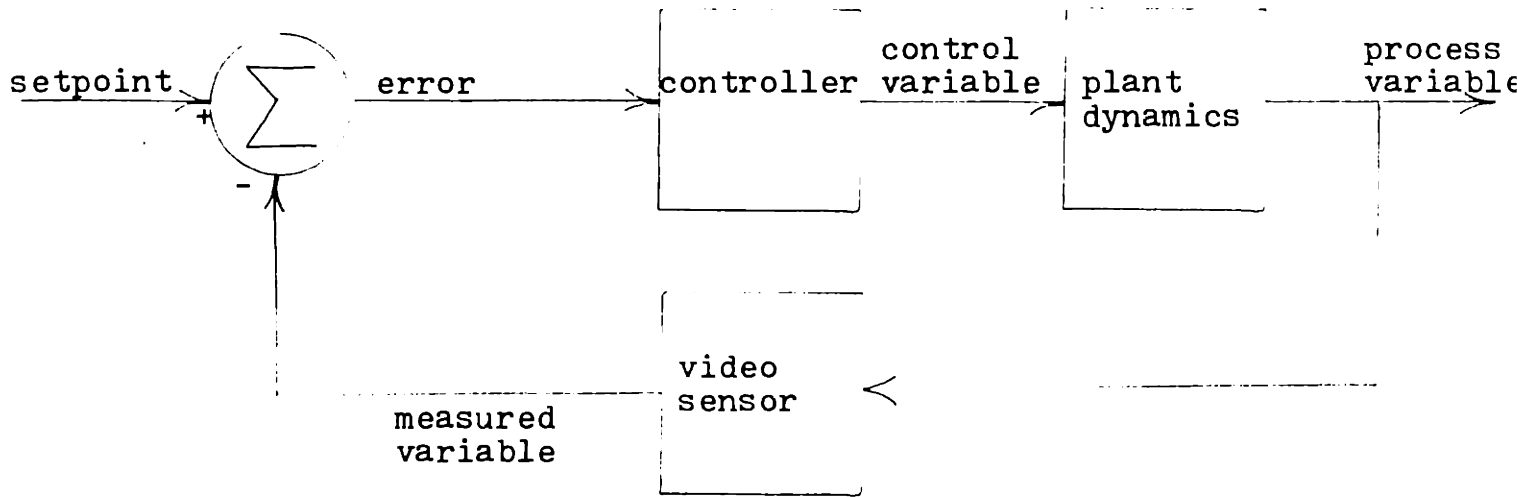 setpoint
+
-
Σ
error
controller
control
variable
plant
dynamics
process
variable
video
sensor
measured
variable